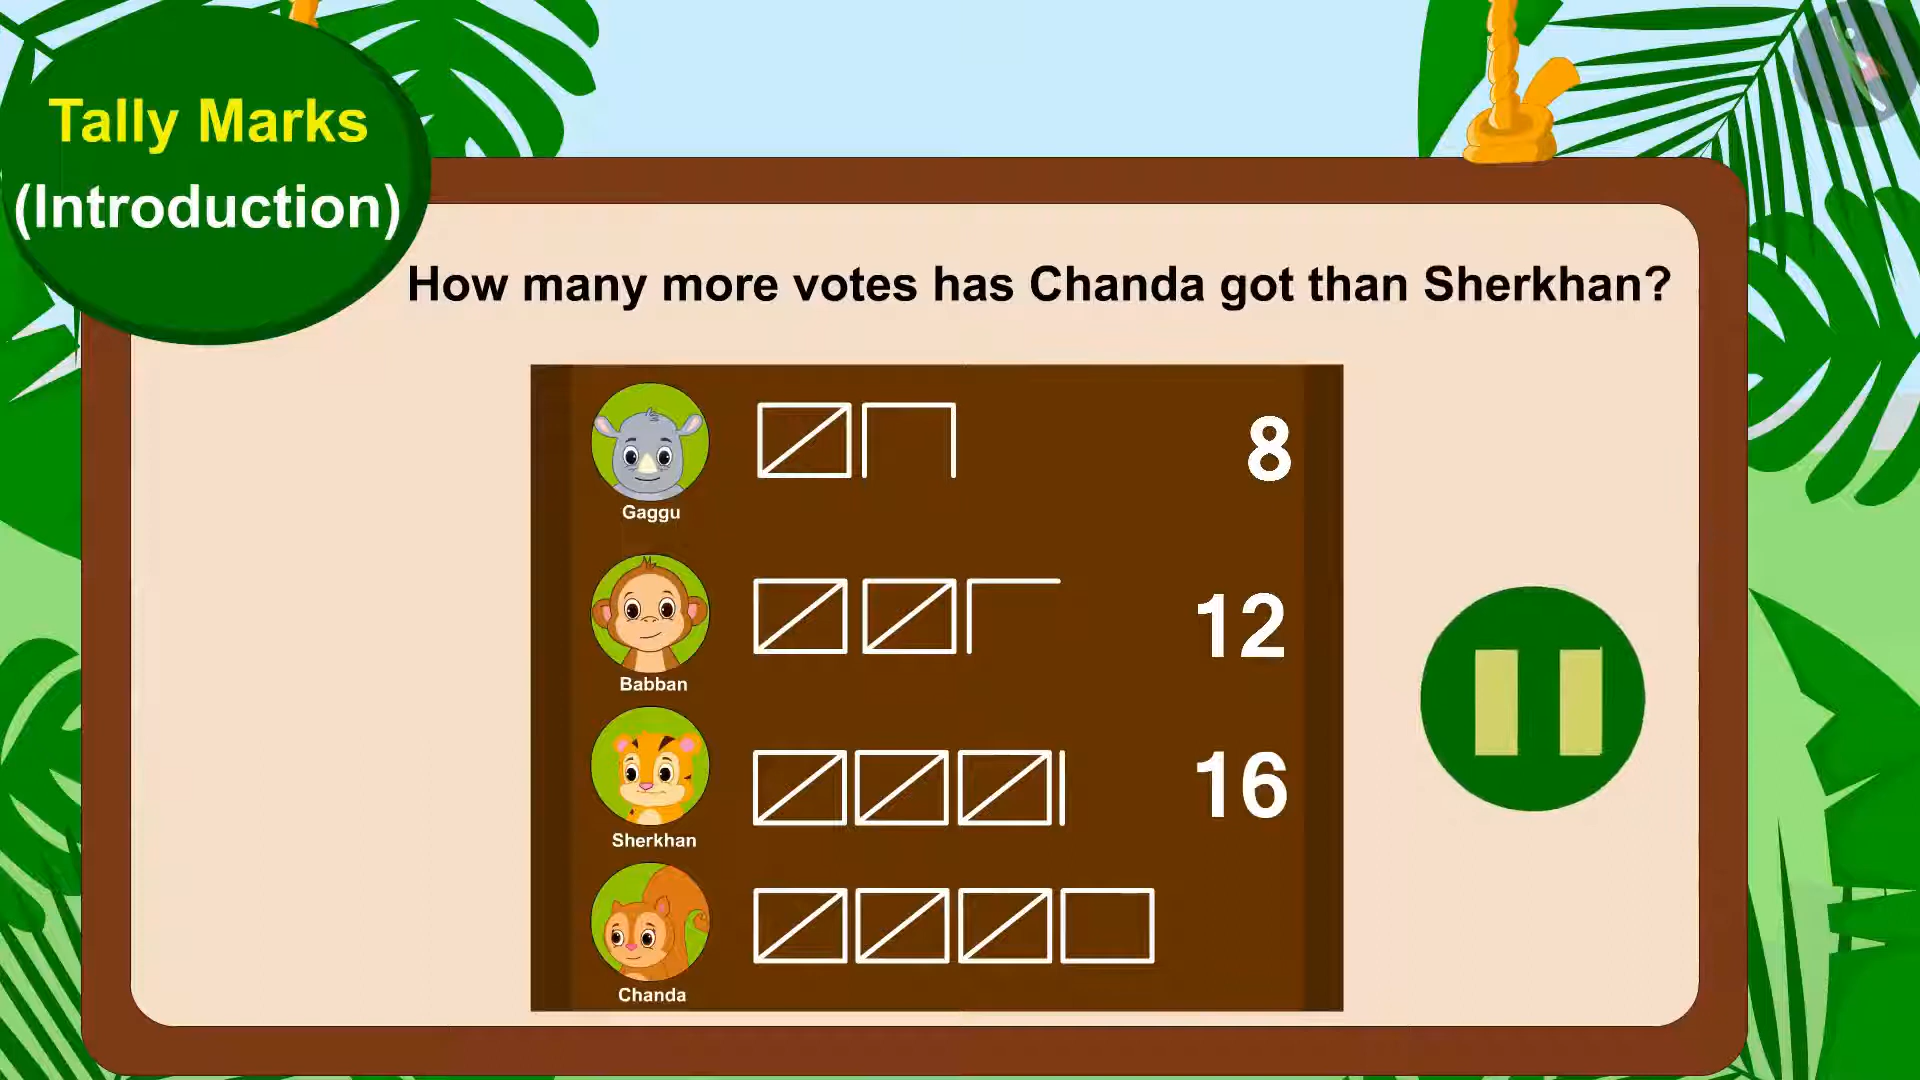 Tally Marks
(Introduction)
How many more votes has Chanda got than Sherkhan?
8
Gaggu
12
Babban
16
Sherkhan
Chanda